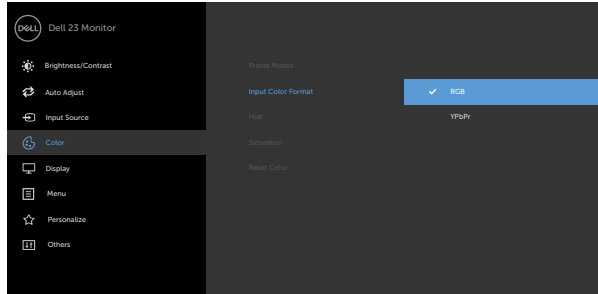 DELL Dell 23 Monitor
Brightness/Contrast
Auto Adjust
Input Source
Color
Display
Menu
Personalize
Others
Preset Modes
Input Color Format
Hue
Saturation
Reset Color
RGB
YPbPr